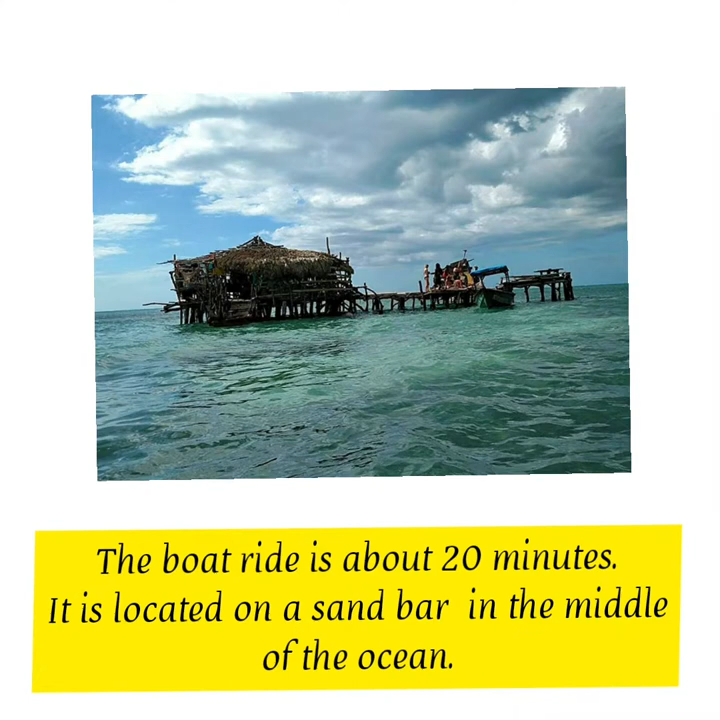 The boat ride is about 20 minutes.
It is located on a sand bar in the middle
of the ocean.